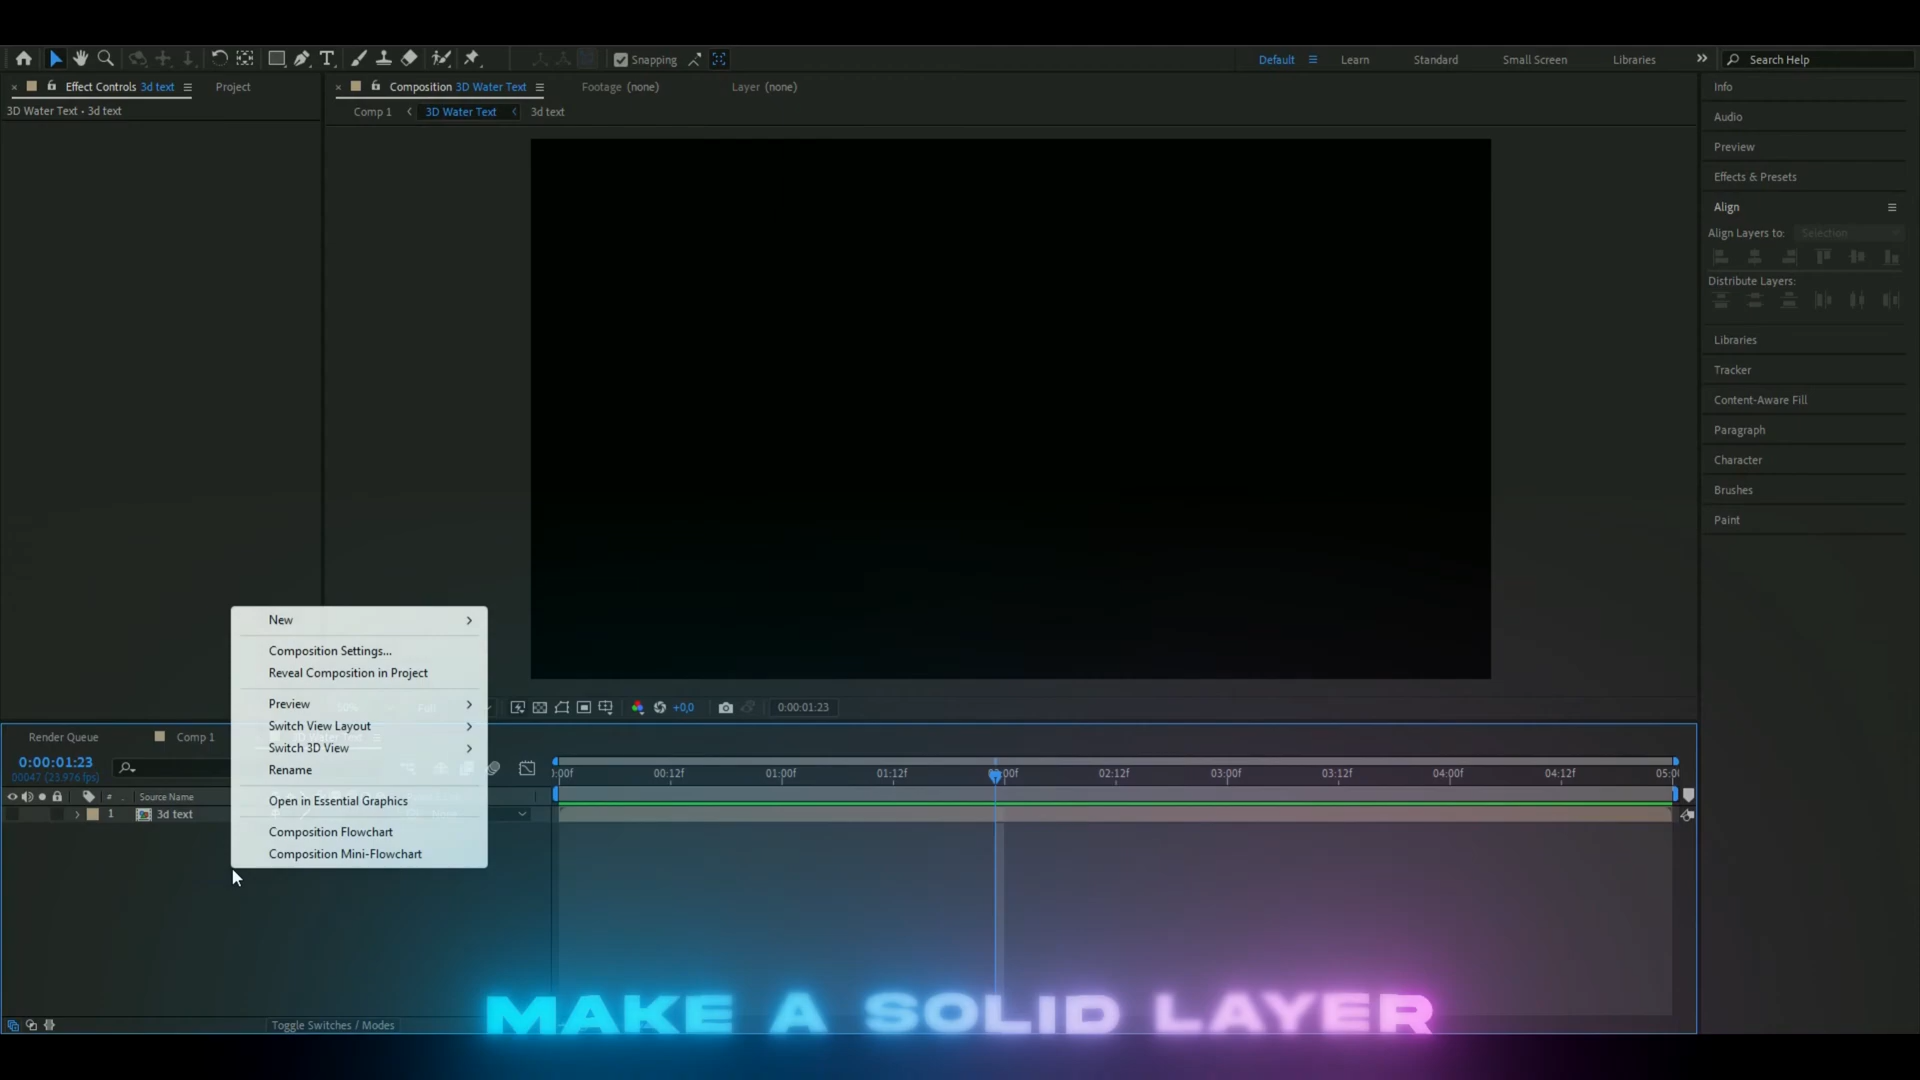 Snapping
Default
Learn
Standard
Small Screen
Libraries
Search Help
Effect Controls 3d text
Project
Composition 3D Water Text
Footage (none)
Layer (none)
3D Water Text • 3d text
Comp 1
3D Water Text
3d text
Info
Audio
Preview
Effects & Presets
Align
Align Layers to:
Selection
Distribute Layers:
Libraries
Tracker
Content-Aware Fill
Paragraph
Character
Brushes
Paint
New
Composition Settings...
Reveal Composition in Project
Preview
Switch View Layout
Switch 3D View
Rename
Open in Essential Graphics
Composition Flowchart
Composition Mini-Flowchart
+0,0
0:00:01:23
Render Queue
Comp 1
0:00:01:23
00047 (23.976 fps)
# Source Name
1 3d text
:00f
00:12f
01:00f
01:12f
02:12f
03:00f
03:12f
04:00f
04:12f
Toggle Switches / Modes
MAKE A SOLID LAYER